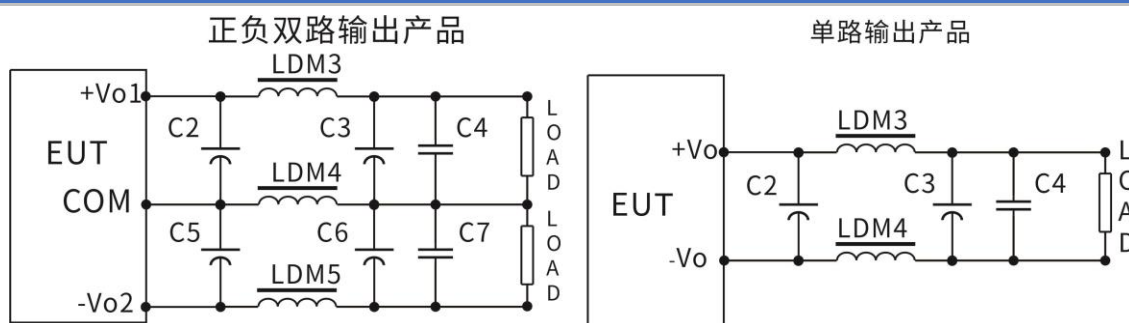 正负双路输出产品
LDM3
+Vo1
C2
C3
C4
LOAD
EUT
LDM4
COM
C5
C6
C7
LOAD
LDM5
-Vo2
单路输出产品
LDM3
+Vo
C2
C3
C4
LOAD
EUT
LDM4
-Vo